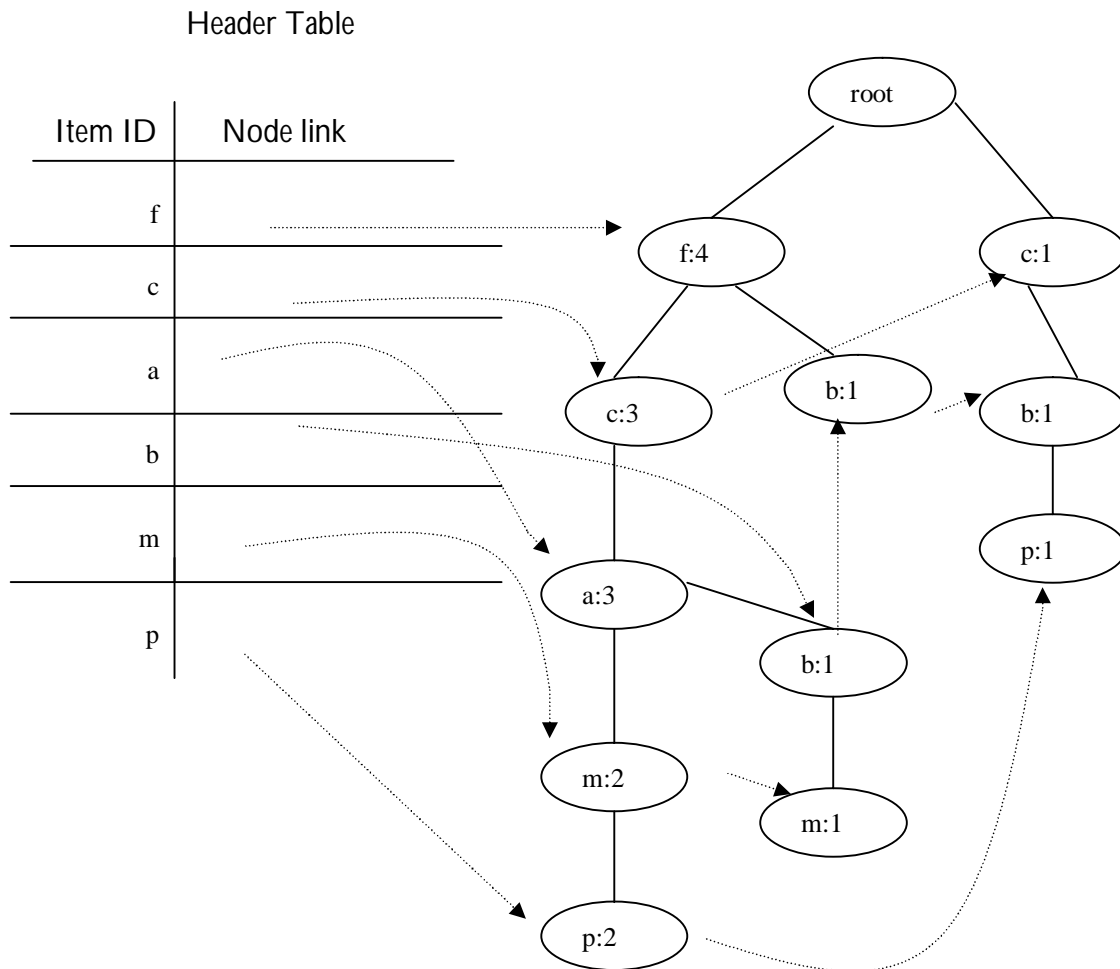 Header Table
Item ID Node link
f
c
a
b
m
p
root
f:4 c:1
c:3 b:1 b:1
p:1
a:3
b:1
m:2
m:1
p:2